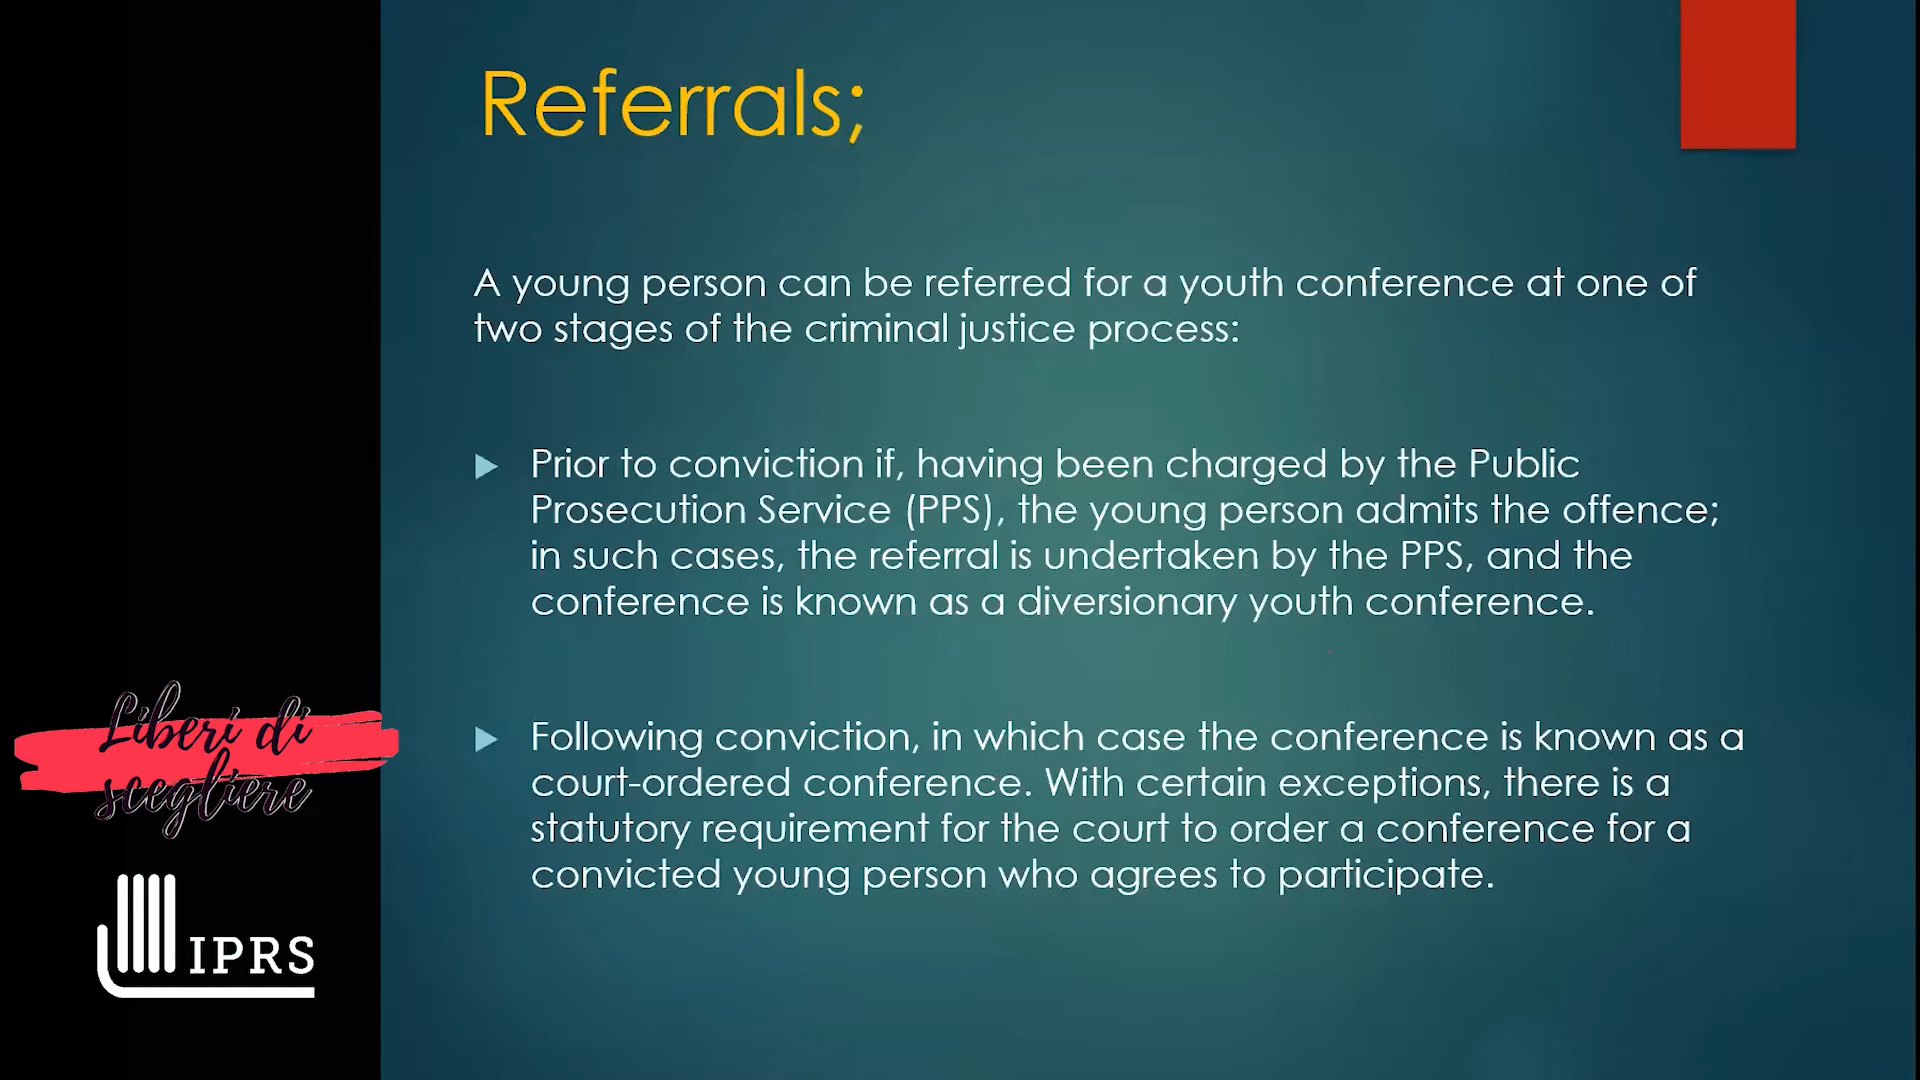 Referrals;
A young person can be referred for a youth conference at one of
two stages of the criminal justice process:
Prior to conviction if, having been charged by the Public
Prosecution Service (PPS), the young person admits the offence;
in such cases, the referral is undertaken by the PPS, and the
conference is known as a diversionary youth conference.
Following conviction, in which case the conference is known as a
court-ordered conference. With certain exceptions, there is a
statutory requirement for the court to order a conference for a
convicted young person who agrees to participate.
Liberi di
scegliere
IPRS